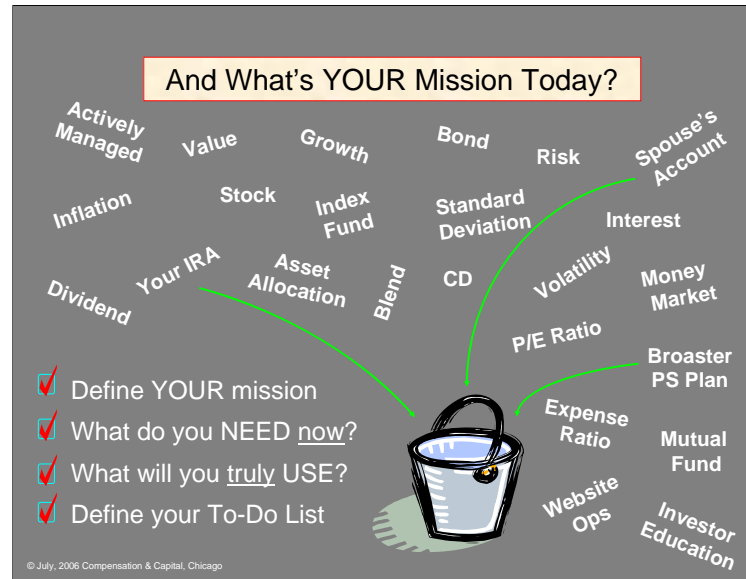 And What's YOUR Mission Today?
Actively
Managed
Value
Growth
Bond
Risk
Spouse's
Account
Inflation
Stock
Index
Fund
Standard
Deviation
Interest
Dividend
Your IRA
Asset
Allocation
Blend
CD
Volatility
Money
Market
P/E Ratio
Broaster
PS Plan
Define YOUR mission
What do you NEED now?
What will you truly USE?
Define your To-Do List
Expense
Ratio
Mutual
Fund
Website
Ops
Investor
Education
© July, 2006 Compensation & Capital, Chicago